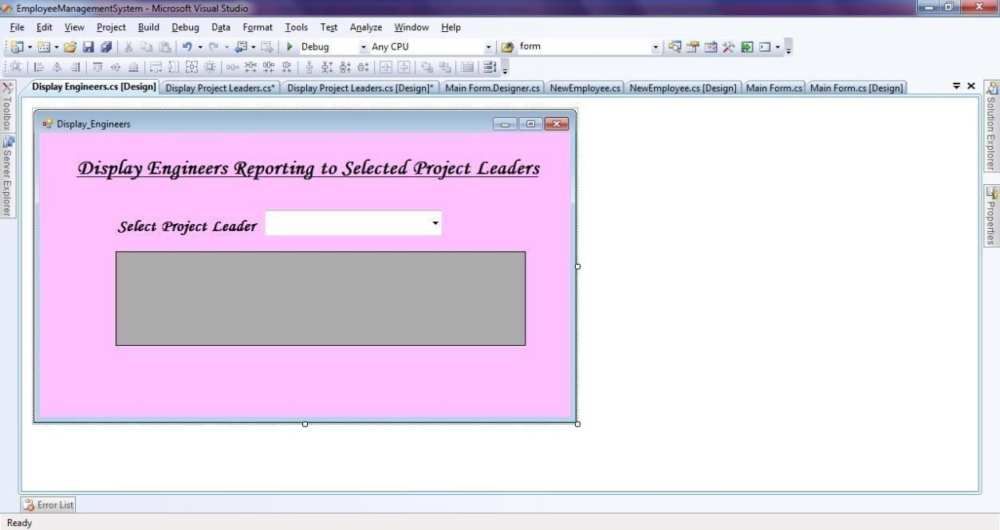 EmployeeManagementSystem - Microsoft Visual Studio
File Edit View Project Build Debug Data Format Tools Test Analyze Window Help
Debug Any CPU form
Display Engineers.cs [Design] Display Project Leaders.cs* Display Project Leaders.cs [Design]* Main Form.Designer.cs NewEmployee.cs NewEmployee.cs [Design] Main Form.cs Main Form.cs [Design]
Toolbox
Server Explorer
Display_Engineers
Display Engineers Reporting to Selected Project Leaders
Select Project Leader
Solution Explorer
Properties
Error List
Ready